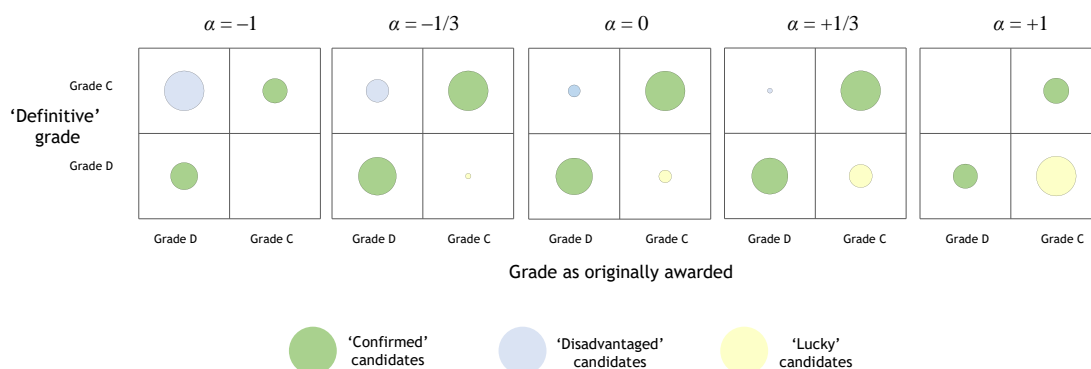 α = –1 α = –1/3 α = 0 α = +1/3 α = +1
Grade C
‘Definitive’
grade
Grade D
Grade D Grade C Grade D Grade C Grade D Grade C Grade D Grade C Grade D Grade C
Grade as originally awarded
‘Confirmed’ ‘Disadvantaged’ ‘Lucky’
candidates candidates candidates